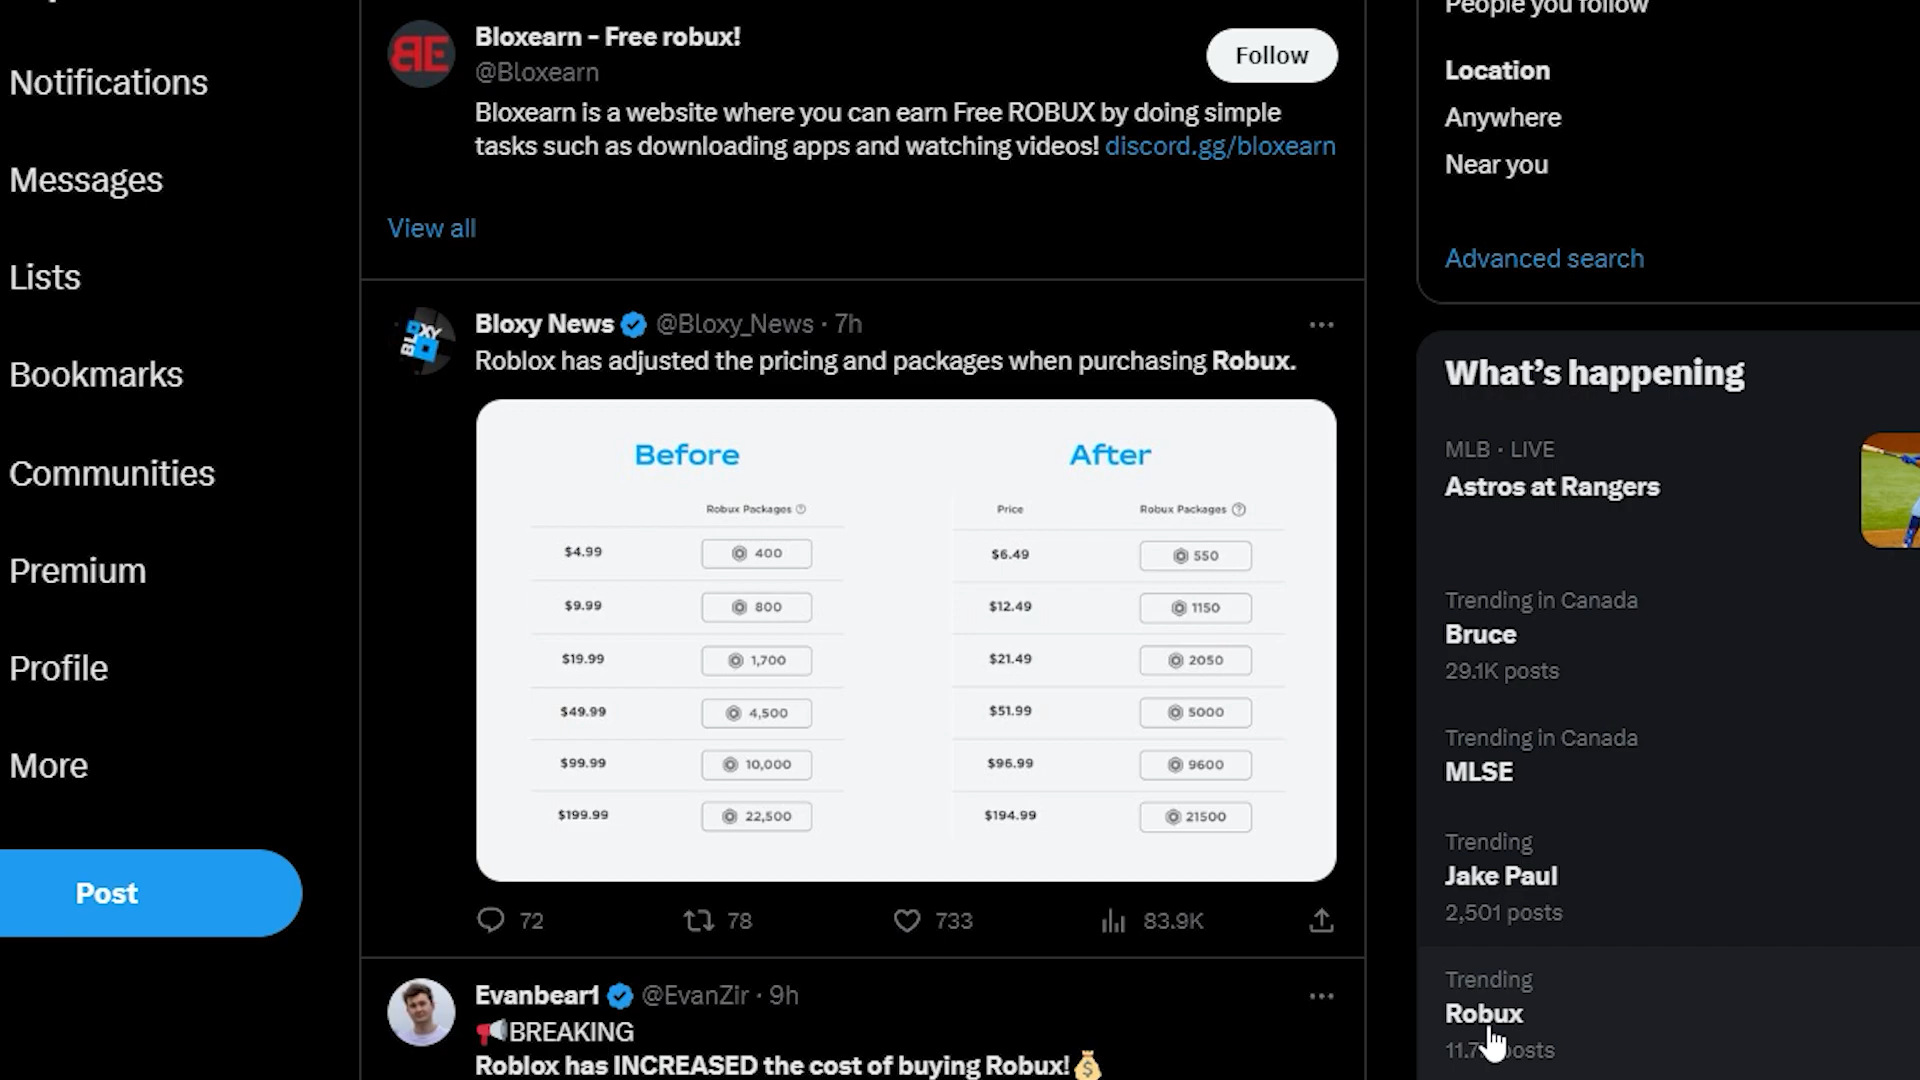 Notifications
Messages
Lists
Bookmarks
Communities
Premium
Profile
More
Post
BE
Bloxearn - Free robux!
@Bloxearn
Follow
Bloxearn is a website where you can earn Free ROBUX by doing simple
tasks such as downloading apps and watching videos! discord.gg/bloxearn
View all
BLOXY
Bloxy News @Bloxy_News · 7h
Roblox has adjusted the pricing and packages when purchasing Robux.
Before
Robux Packages
$4.99 400
$9.99 800
$19.99 1,700
$49.99 4,500
$99.99 10,000
$199.99 22,500
After
Price Robux Packages
$6.49 550
$12.49 1150
$21.49 2050
$51.99 5000
$96.99 9600
$194.99 21500
72 78 733 83.9K
Evanbear1 @EvanZir · 9h
BREAKING
Roblox has INCREASED the cost of buying Robux!
People you follow
Location
Anywhere
Near you
Advanced search
What's happening
MLB · LIVE
Astros at Rangers
Trending in Canada
Bruce
29.1K posts
Trending in Canada
MLSE
Trending
Jake Paul
2,501 posts
Trending
Robux
posts